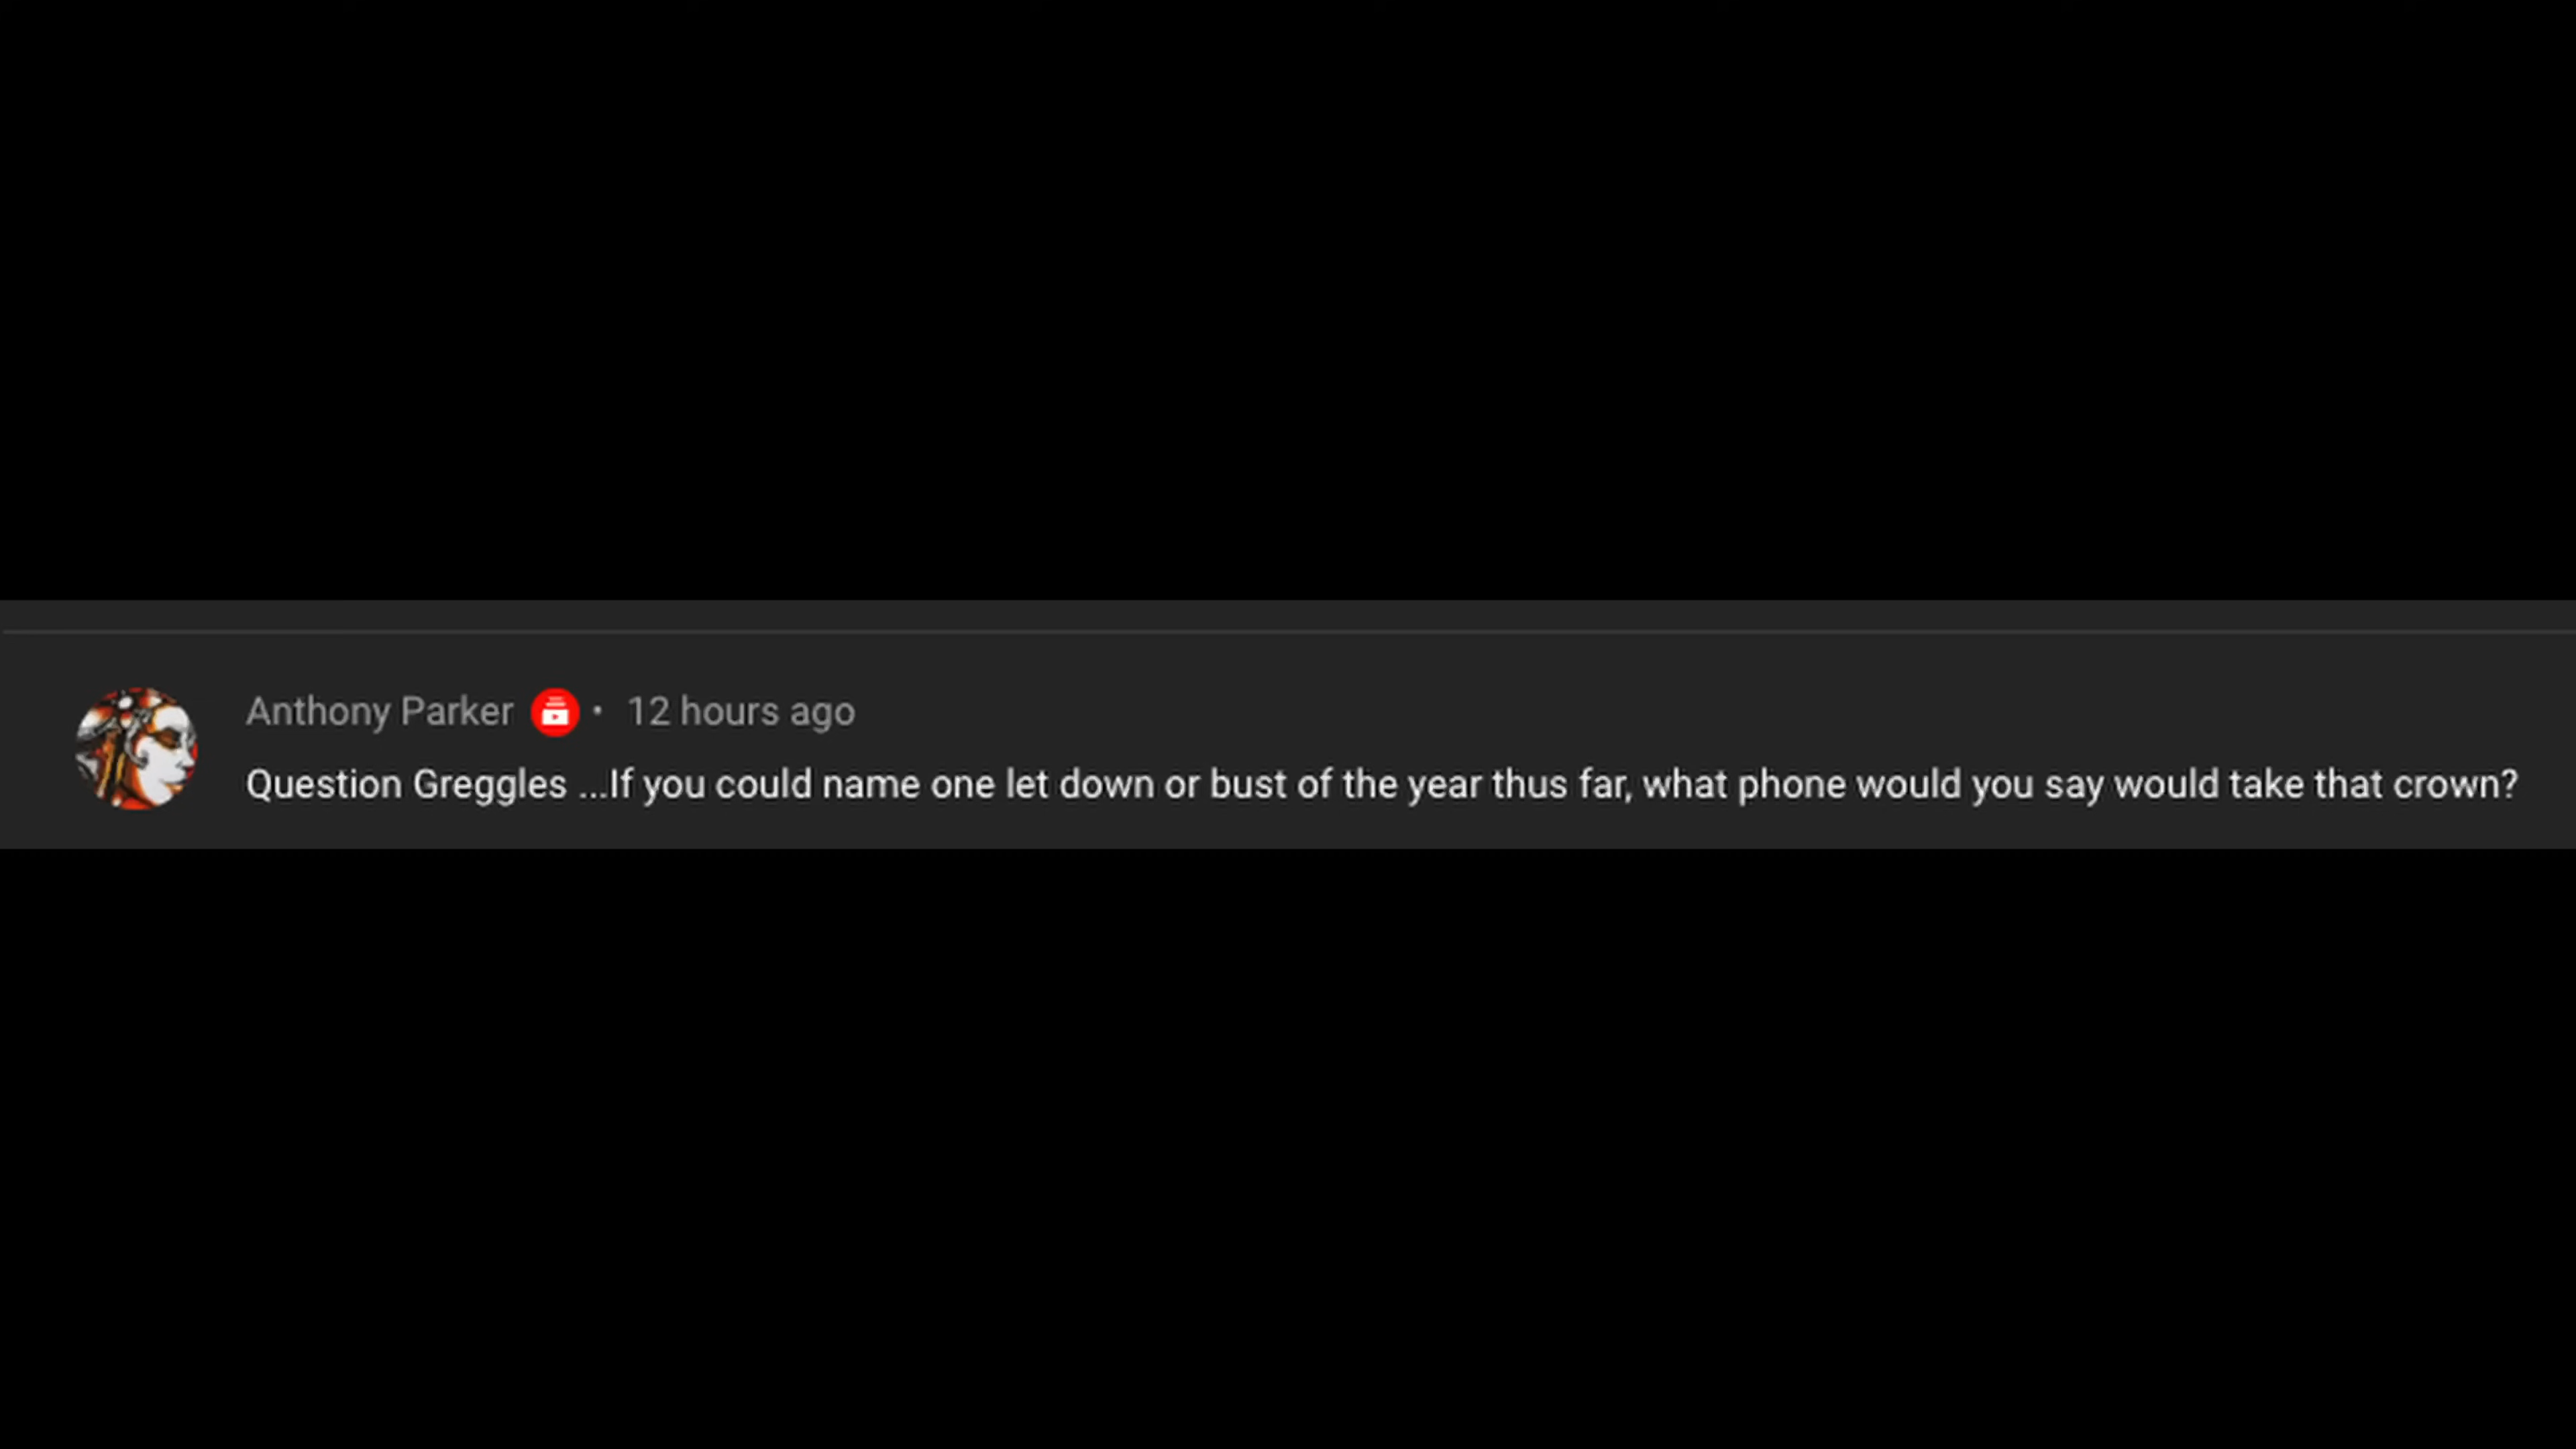 Anthony Parker • 12 hours ago
Question Greggles ...If you could name one let down or bust of the year thus far, what phone would you say would take that crown?